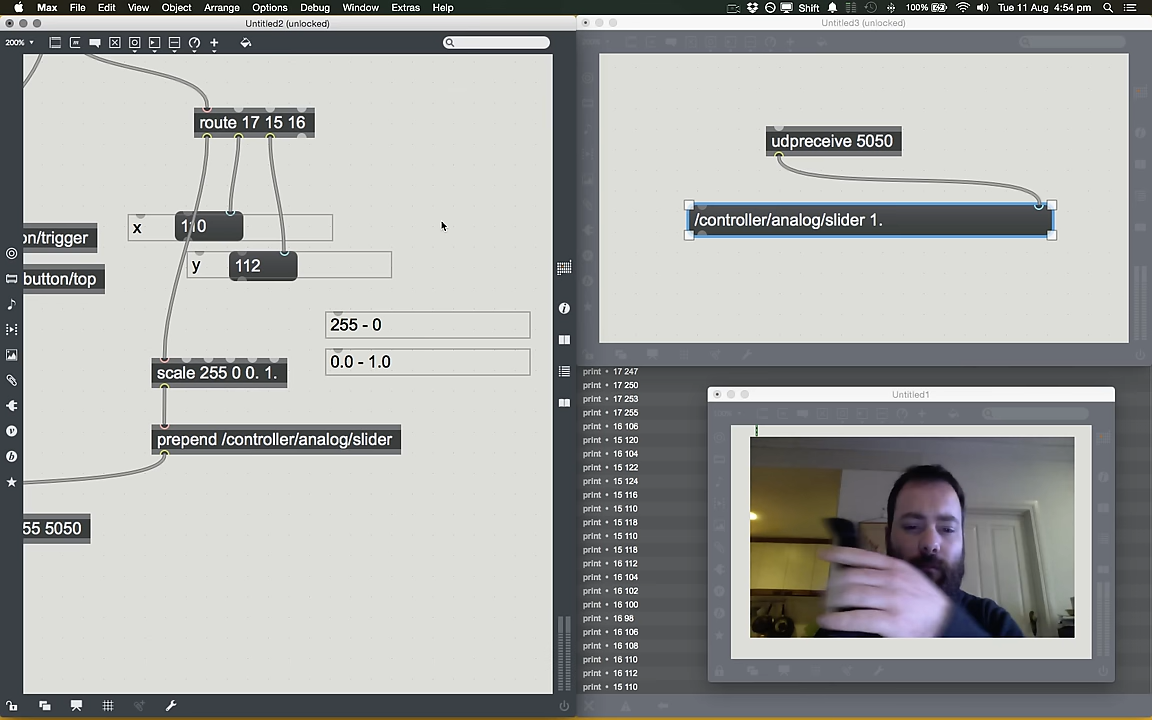 Max File Edit View Object Arrange Options Debug Window Extras Help
Shift 100% Tue 11 Aug 4:54 pm
Untitled2 (unlocked)
200%
route 17 15 16
x 110
y 112
on/trigger
button/top
255 - 0
0.0 - 1.0
scale 255 0 0. 1.
prepend /controller/analog/slider
55 5050
Untitled3 (unlocked)
udpreceive 5050
/controller/analog/slider 1.
print • 17 247
print • 17 250
print • 17 253
print • 17 255
print • 16 106
print • 15 120
print • 16 104
print • 15 122
print • 15 124
print • 15 116
print • 15 110
print • 15 118
print • 15 110
print • 15 118
print • 16 112
print • 16 104
print • 16 102
print • 16 100
print • 16 98
print • 16 106
print • 16 108
print • 16 110
print • 16 112
print • 15 110
Untitled1